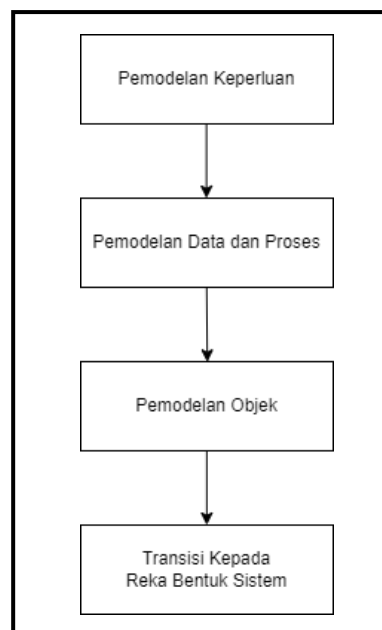 Pemodelan Keperluan
Pemodelan Data dan Proses
Pemodelan Objek
Transisi Kepada
Reka Bentuk Sistem